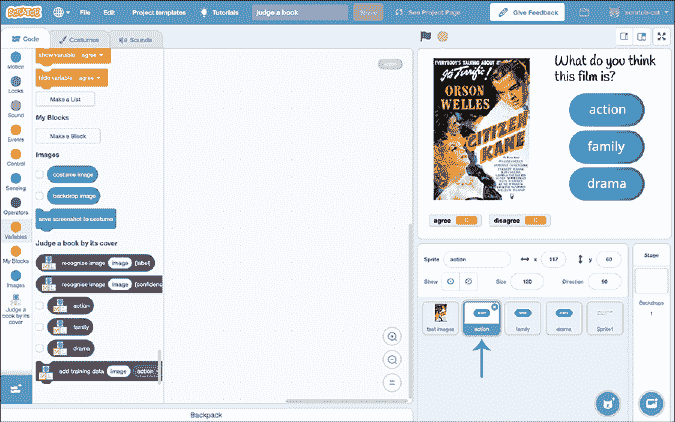 SCRATCH
File
Edit
Project templates
Tutorials
judge a book
Share
See Project Page
Give Feedback
scratch-cat
Code
Costumes
Sounds
Motion
Looks
Sound
Events
Control
Sensing
Operators
Variables
My Blocks
Images
Judge a book by its cover
show variable agree
hide variable agree
Make a List
My Blocks
Make a Block
Images
costume image
backdrop image
save screenshot to costume
Judge a book by its cover
recognise image image (label)
recognise image image (confidenc
action
family
drama
add training data image action
Backpack
EVERYBODY'S TALKING ABOUT IT
It's Terrific!
ORSON
WELLES
CITIZEN
KANE
What do you think
this film is?
action
family
drama
agree
disagree
Sprite action x 117 y 60
Show Size 100 Direction 90
test images
action
family
drama
Sprite1
Stage
Backdrops
1